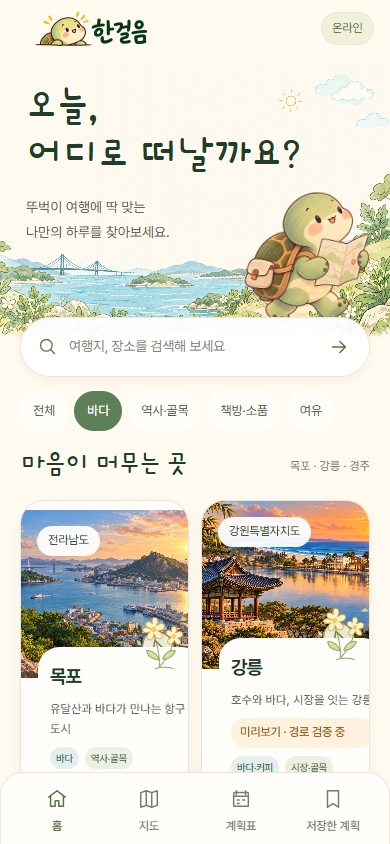 한걸음
온라인
오늘,
어디로 떠날까요?
뚜벅이 여행에 딱 맞는
나만의 하루를 찾아보세요.
여행지, 장소를 검색해 보세요
전체
바다
역사·골목
책방·소품
여유
마음이 머무는 곳
목포 · 강릉 · 경주
전라남도
목포
유달산과 바다가 만나는 항구
도시
바다
역사·골목
강원특별자치도
강릉
호수와 바다, 시장을 잇는 강릉
미리보기 · 경로 검증 중
바다·커피
시장·골목
홈
지도
계획표
저장한 계획